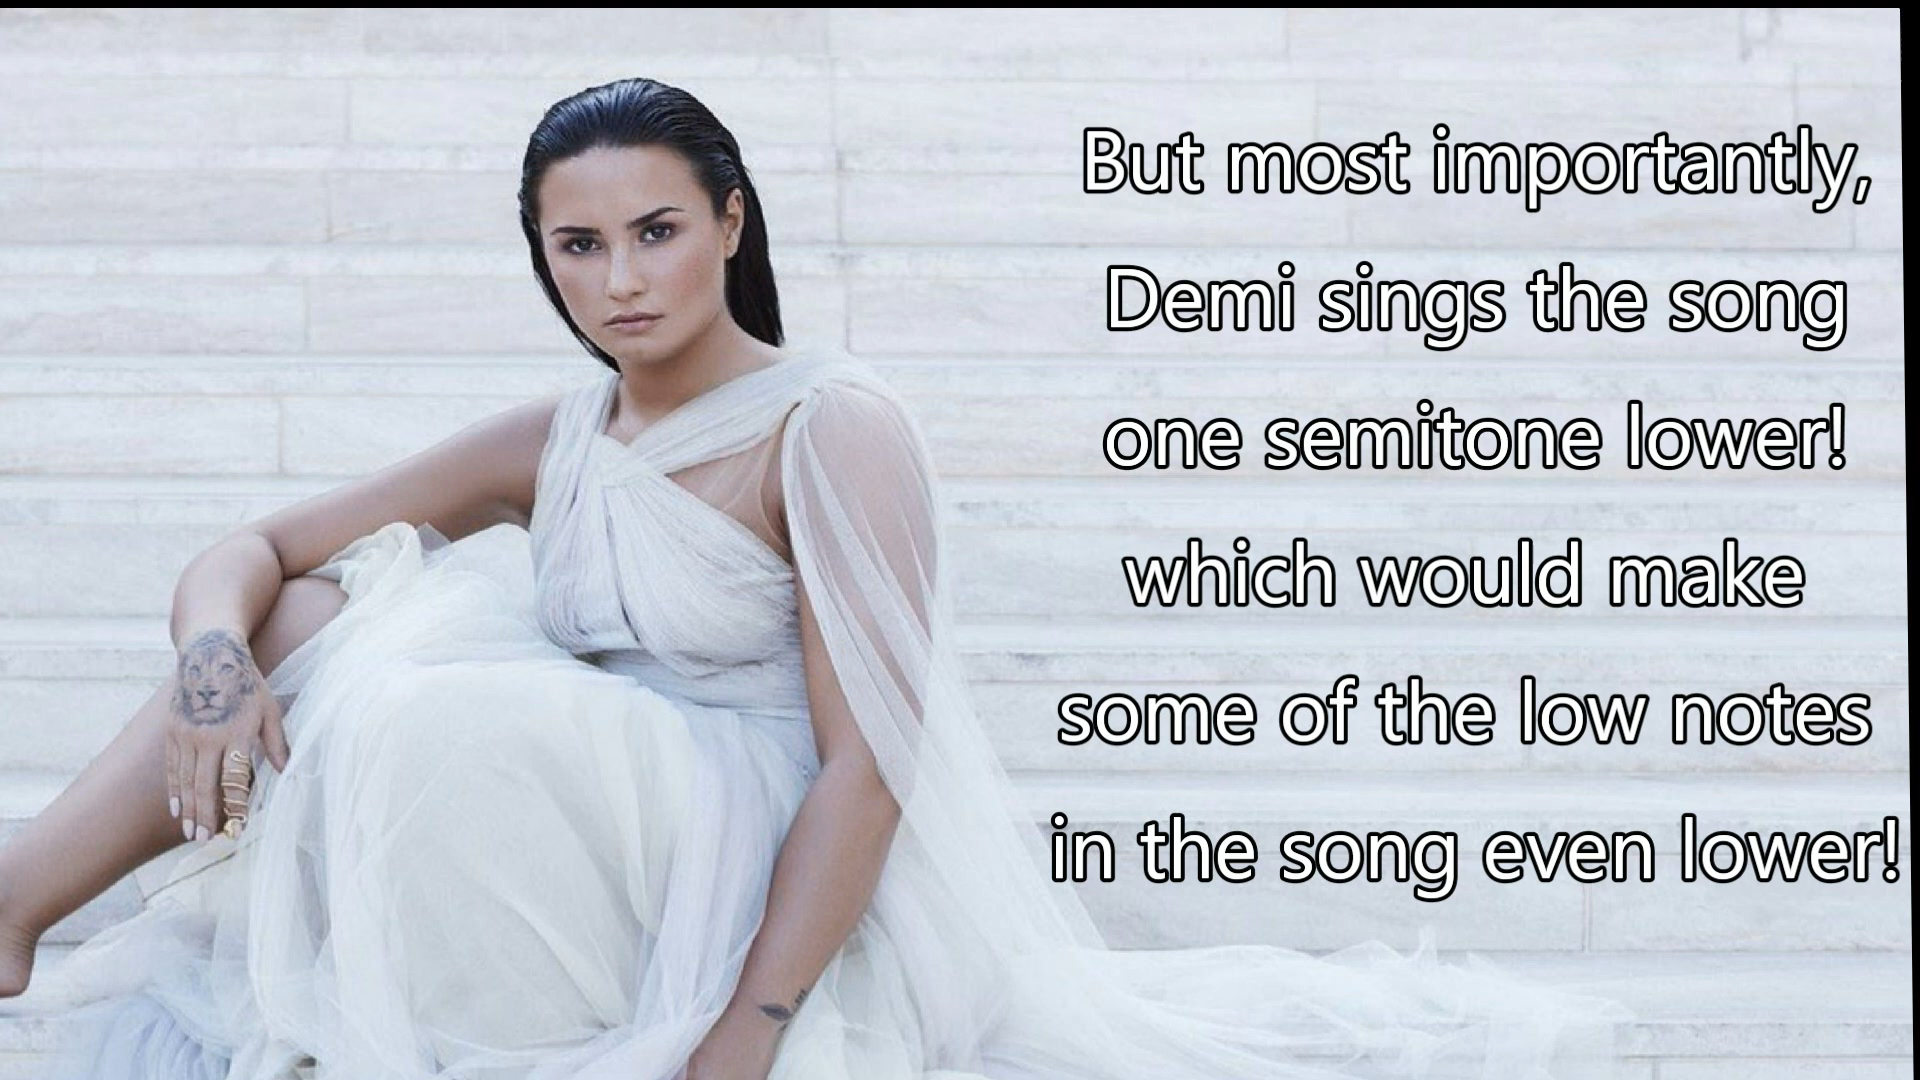 But most importantly,
Demi sings the song
one semitone lower!
which would make
some of the low notes
in the song even lower!